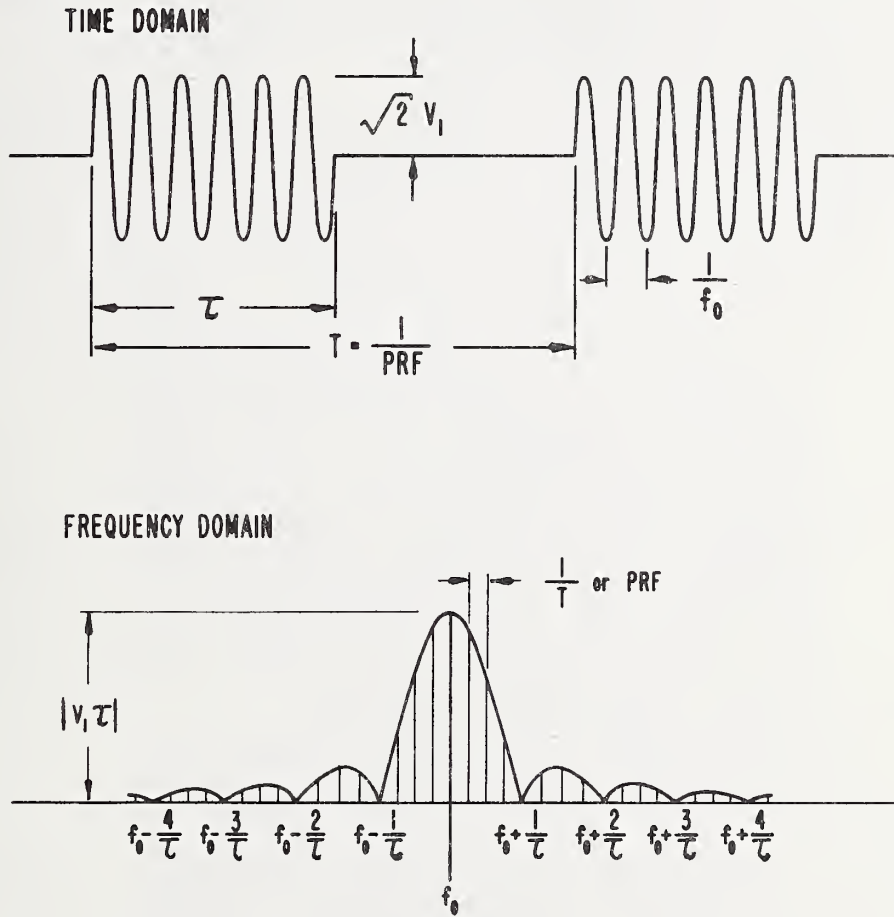 TIME DOMAIN
√2 V₁
τ
1/f₀
T = 1/PRF
FREQUENCY DOMAIN
1/T or PRF
|V₁τ|
f₀-4/τ f₀-3/τ f₀-2/τ f₀-1/τ f₀+1/τ f₀+2/τ f₀+3/τ f₀+4/τ
f₀